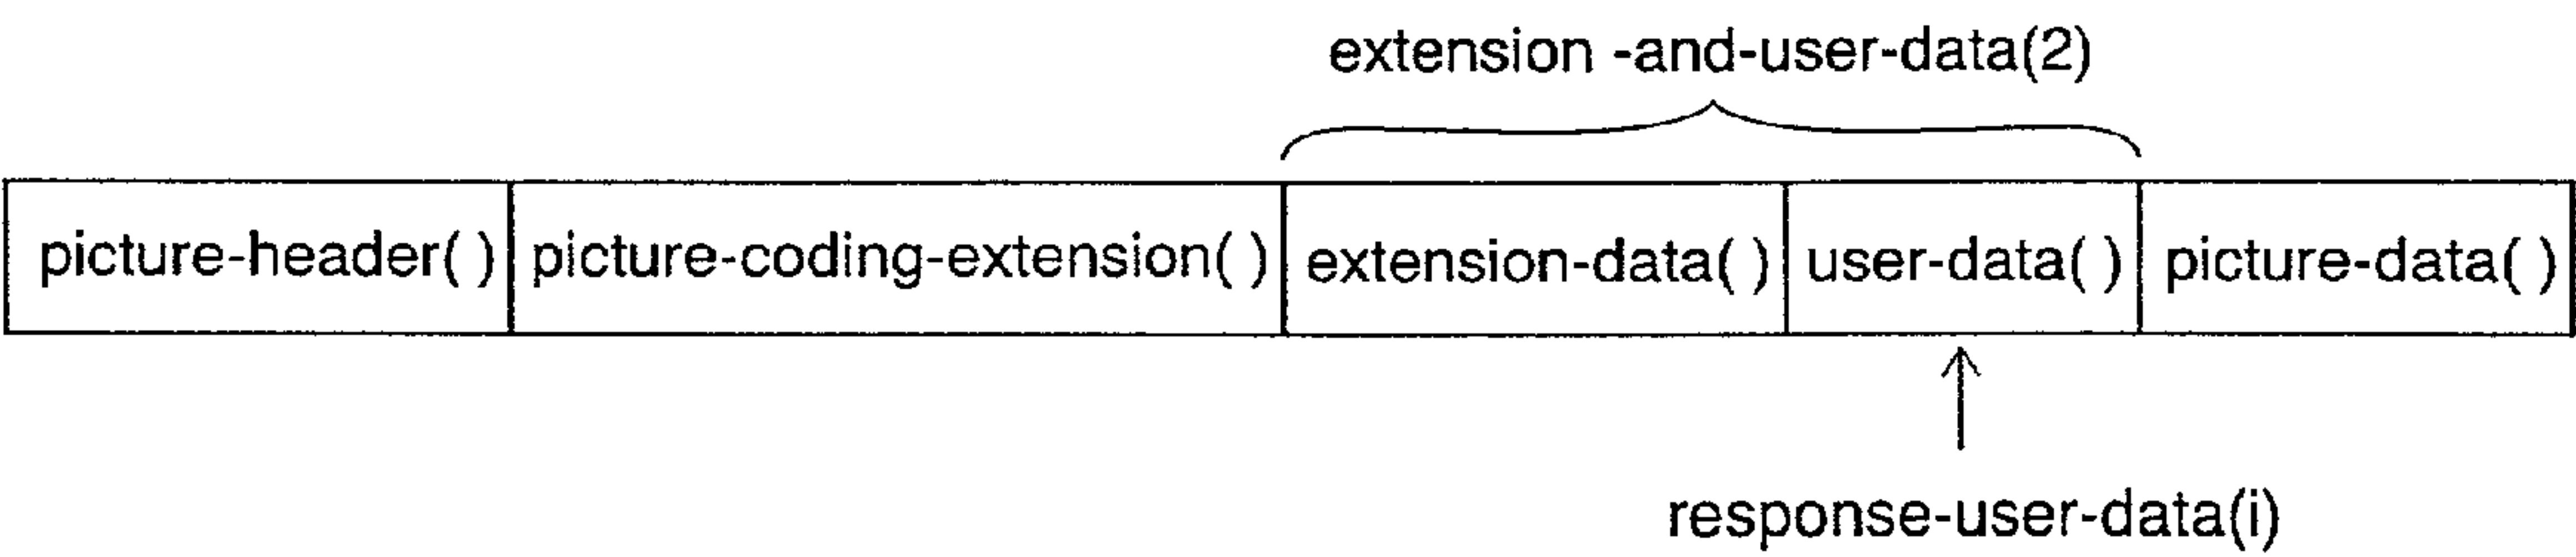 extension -and-user-data(2)
picture-header( ) picture-coding-extension( ) extension-data( ) user-data( ) picture-data( )
response-user-data(i)